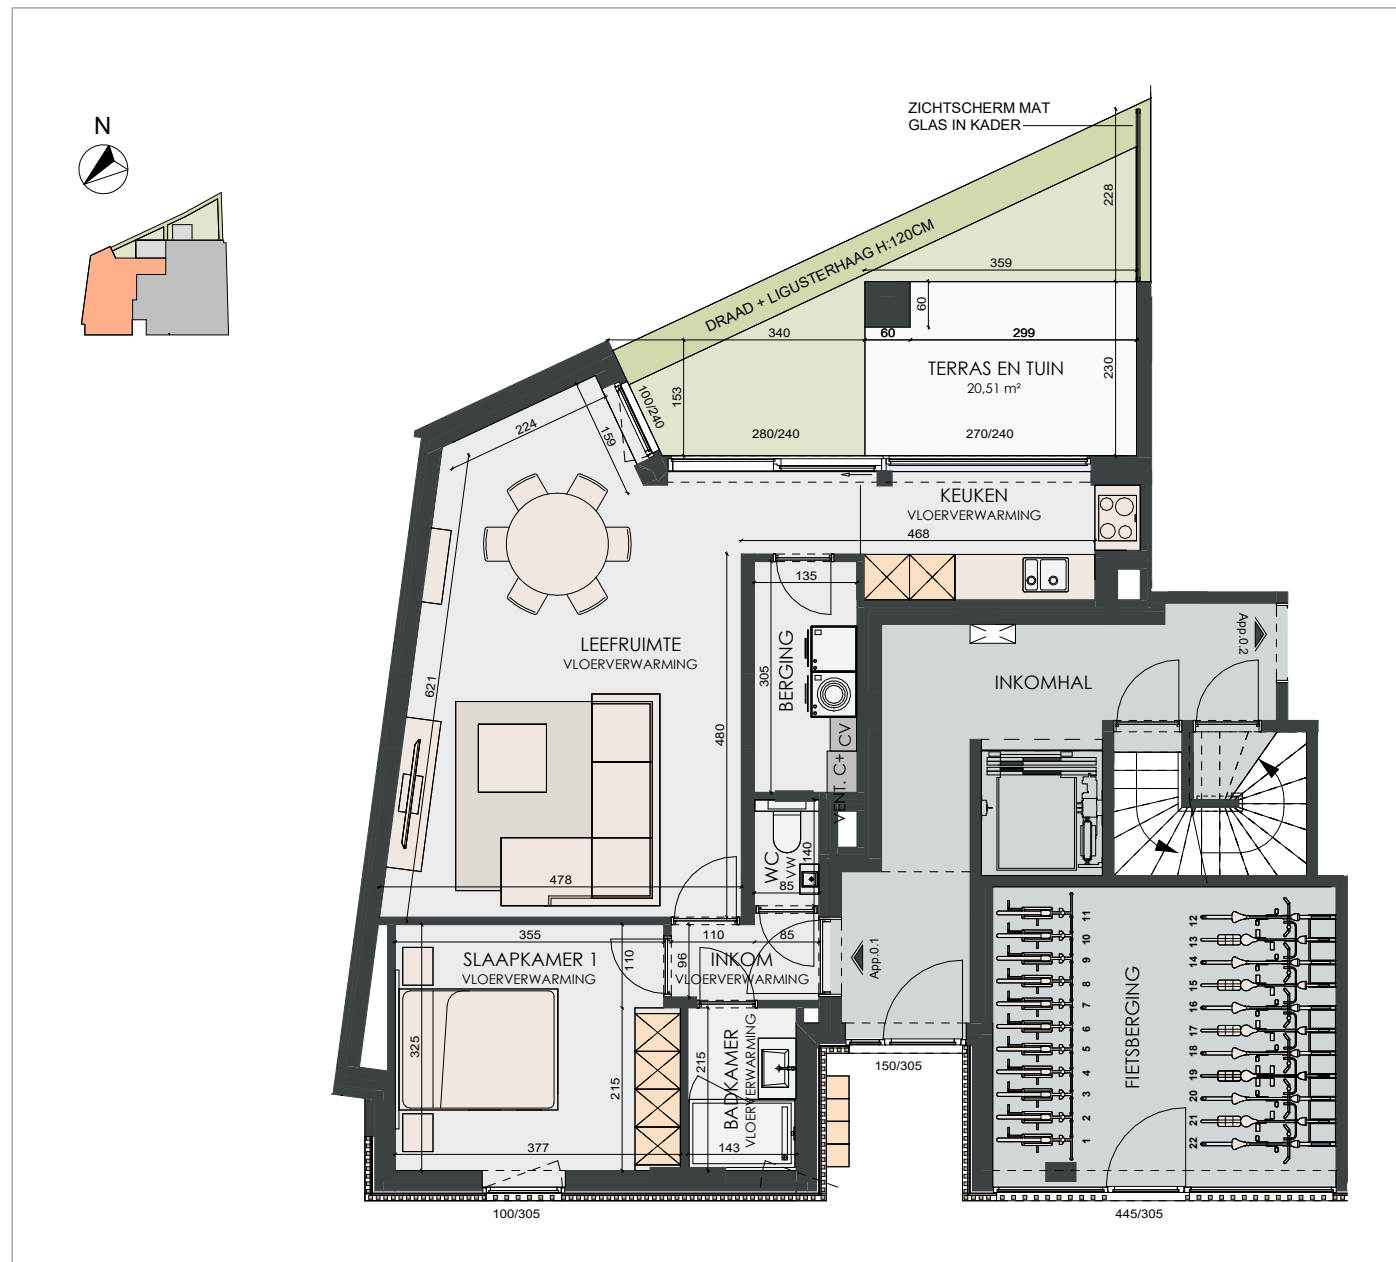 N
ZICHTSCHERM MAT
GLAS IN KADER
228
DRAAD + LIGUSTERHAAG H:120CM
359
60
340
60
299
TERRAS EN TUIN
20,51 m²
230
153
100/240
224
159
280/240
270/240
KEUKEN
VLOERVERWARMING
468
135
LEEFRUIMTE
VLOERVERWARMING
BERGING
305
621
480
App.0.2
INKOMHAL
CV
VENT. C+
WC
VW
140
85
478
355
110
85
SLAAPKAMER 1
VLOERVERWARMING
110
96
INKOM
VLOERVERWARMING
App.0.1
11
10
9
8
7
6
5
4
3
2
1
FIETSBERGING
12
13
14
15
16
17
18
19
20
21
22
325
215
215
BADKAMER
VLOERVERWARMING
150/305
377
143
100/305
445/305